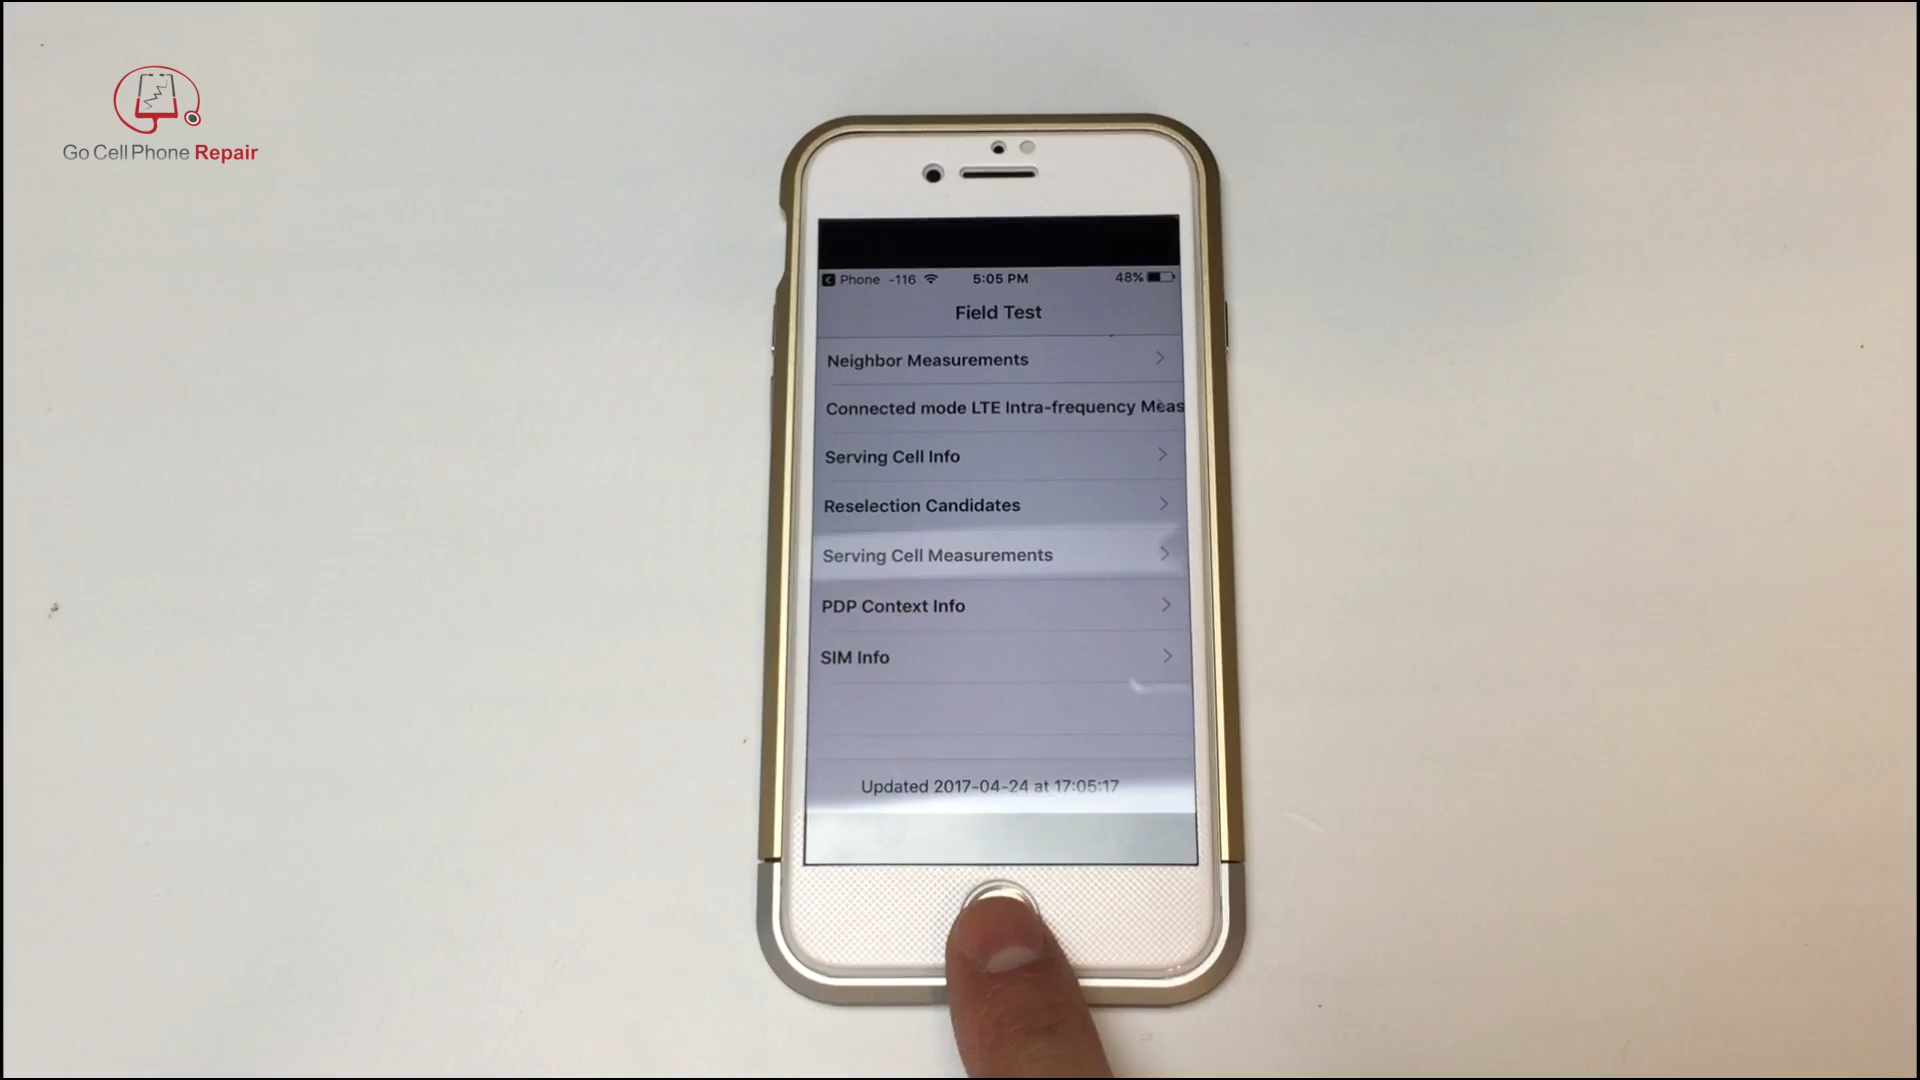 Go Cell Phone Repair
Phone -116 5:05 PM 48%
Field Test
Neighbor Measurements
Connected mode LTE Intra-frequency Meas
Serving Cell Info
Reselection Candidates
Serving Cell Measurements
PDP Context Info
SIM Info
Updated 2017-04-24 at 17:05:17